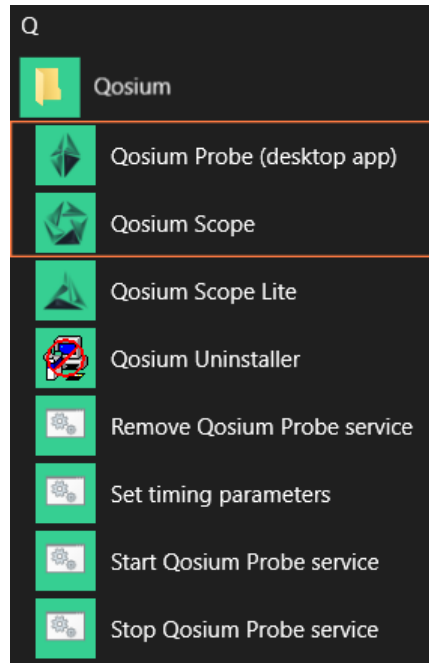 Q
Qosium
Qosium Probe (desktop app)
Qosium Scope
Qosium Scope Lite
Qosium Uninstaller
Remove Qosium Probe service
Set timing parameters
Start Qosium Probe service
Stop Qosium Probe service